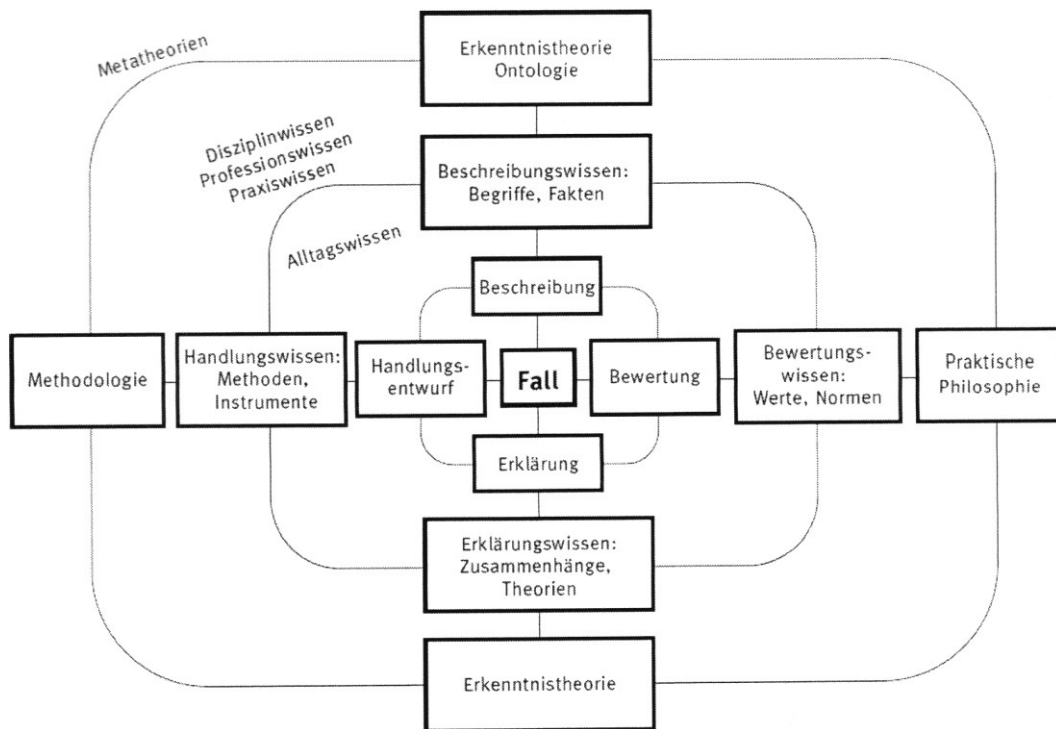 Metatheorien
Erkenntnistheorie
Ontologie
Disziplinwissen
Professionswissen
Praxiswissen
Beschreibungswissen:
Begriffe, Fakten
Alltagswissen
Beschreibung
Methodologie
Handlungswissen:
Methoden,
Instrumente
Handlungs-
entwurf
Fall
Bewertung
Bewertungs-
wissen:
Werte, Normen
Praktische
Philosophie
Erklärung
Erklärungswissen:
Zusammenhänge,
Theorien
Erkenntnistheorie